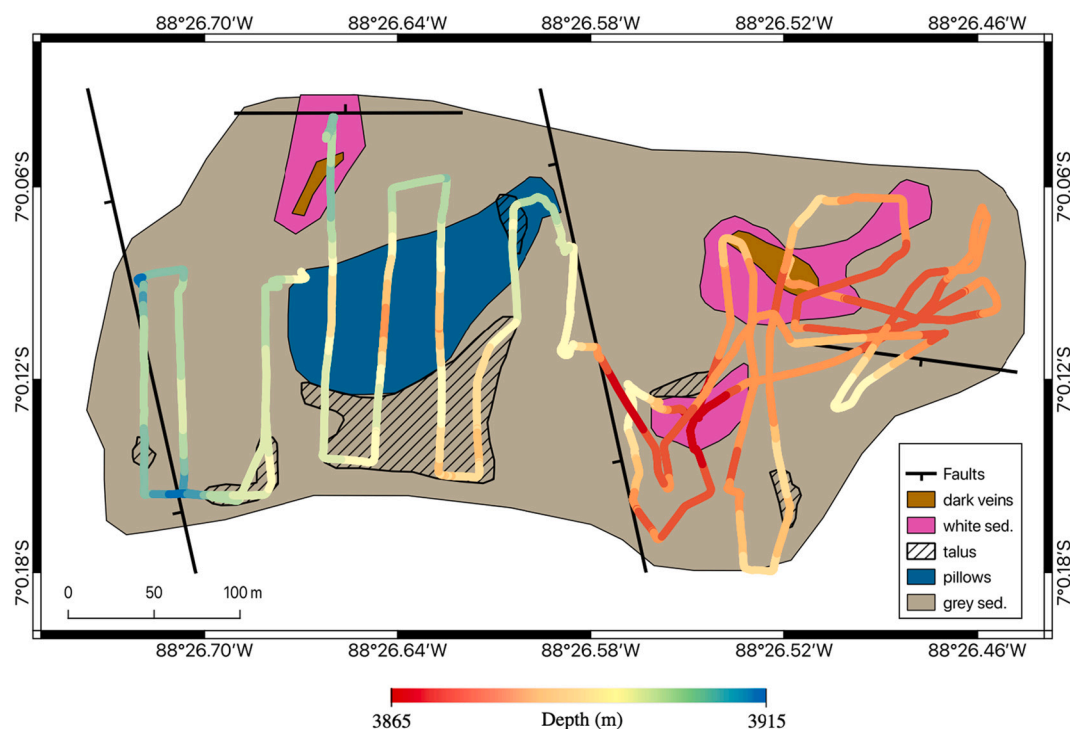 88°26.70′W 88°26.64′W 88°26.58′W 88°26.52′W 88°26.46′W
7°0.06′S 7°0.06′S
7°0.12′S 7°0.12′S
7°0.18′S 7°0.18′S
Faults
dark veins
white sed.
talus
pillows
grey sed.
0 50 100 m
88°26.70′W 88°26.64′W 88°26.58′W 88°26.52′W 88°26.46′W
3865 Depth (m) 3915